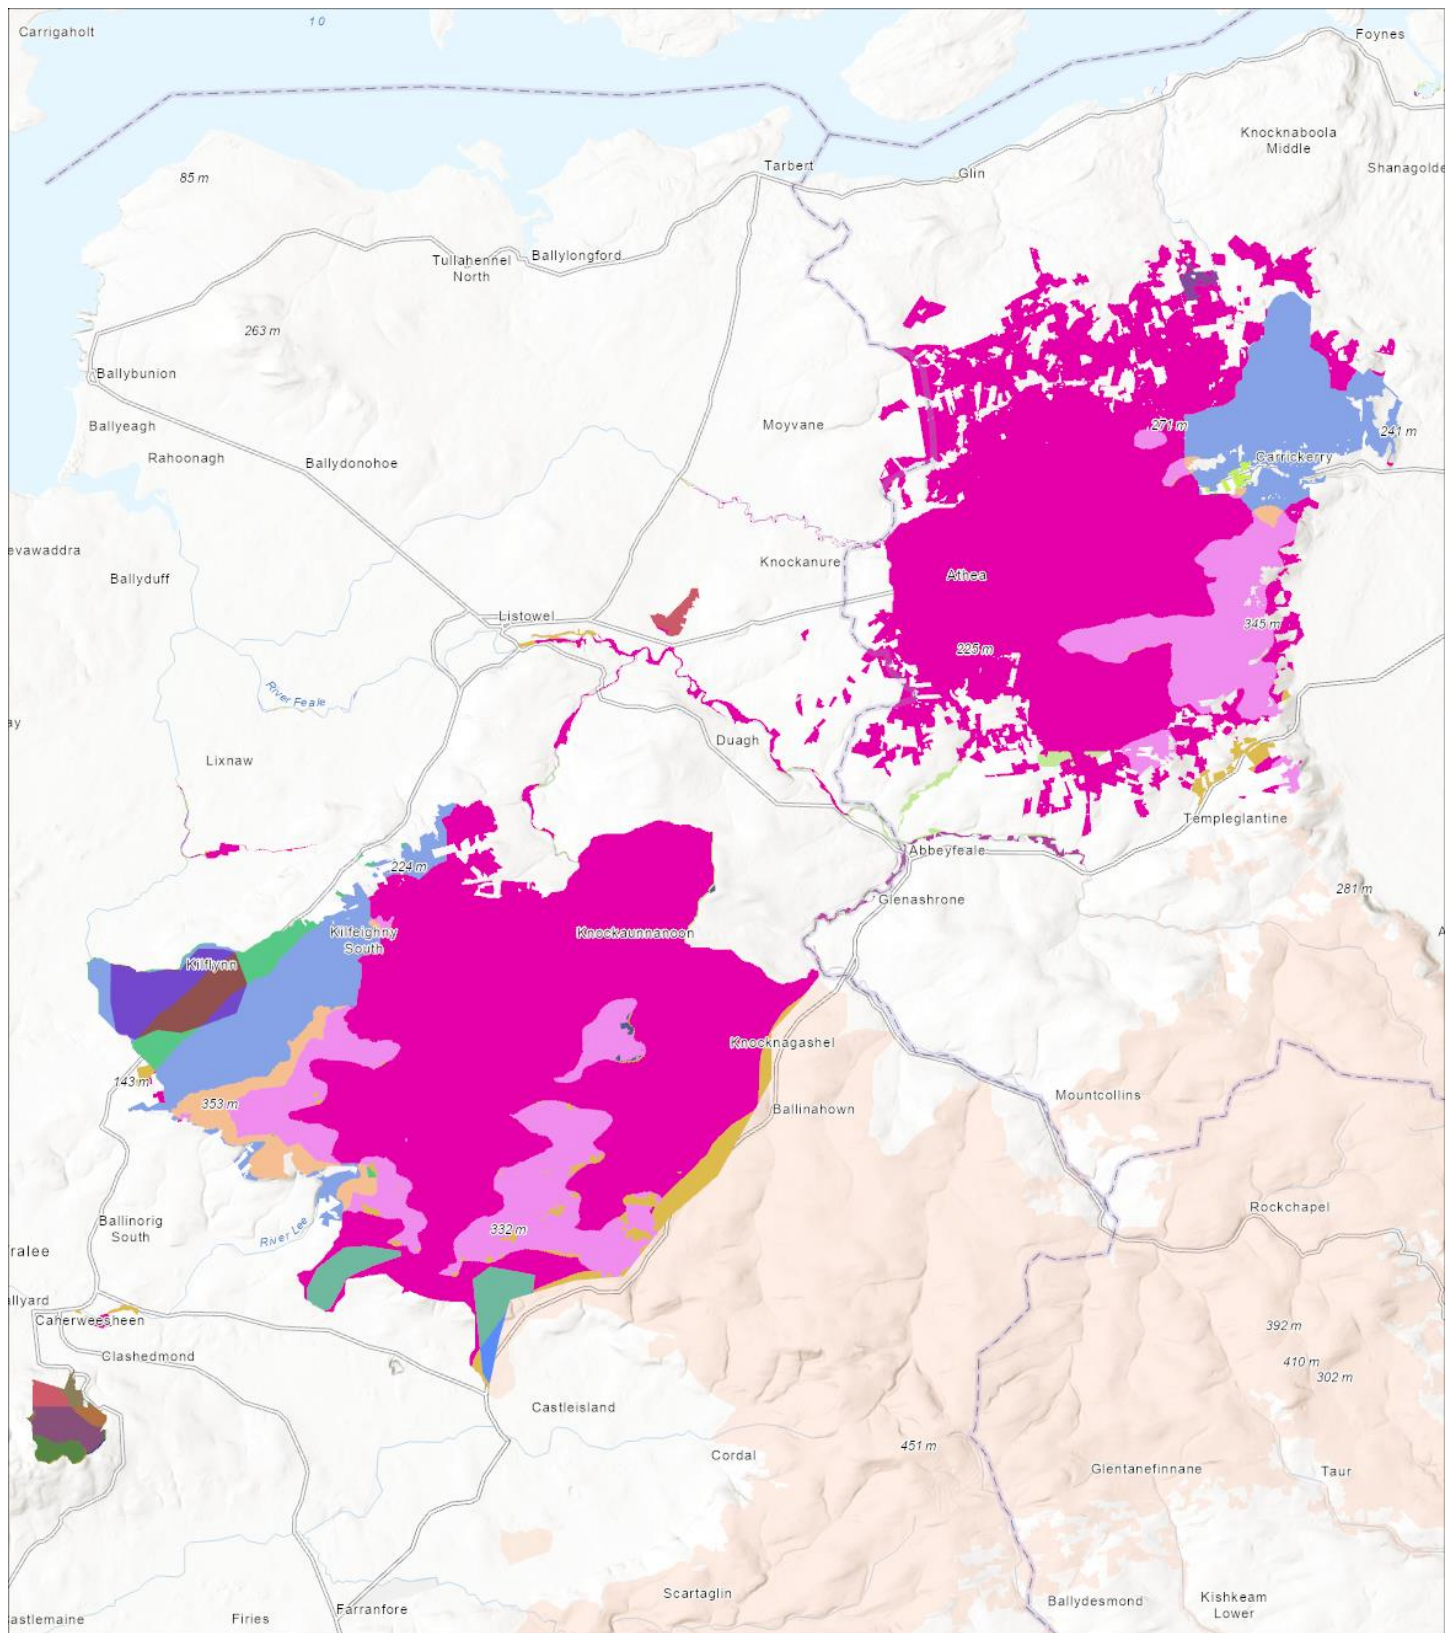 1 0
Carrigaholt
Foynes
Knocknaboola
Middle
Tarbert
Shanagolde
Glin
85 m
Ballylongford
Tullahennel
North
263 m
Ballybunion
Moyvane
271 m
241 m
Ballyeagh
Rahoonagh
Ballydonohoe
Carrickerry
evawaddra
Ballyduff
Knockanure
Athea
Listowel
345 m
225 m
River Feale
ay
Lixnaw
Duagh
Templeglantine
Abbeyfeale
224 m
281 m
Glenashrone
Kilfeighny
South
Knockaunnanoon
A
Kilflynn
Knocknagashel
143 m
353 m
Ballinahown
Mountcollins
Ballinorig
South
River Lee
332 m
Rockchapel
ralee
allyard
Caherweesheen
392 m
Clashedmond
410 m
302 m
Castleisland
451 m
Cordal
Glentanefinnane
Taur
Scartaglin
Ballydesmond
Kishkeam
Lower
astlemaine
Firies
Farranfore